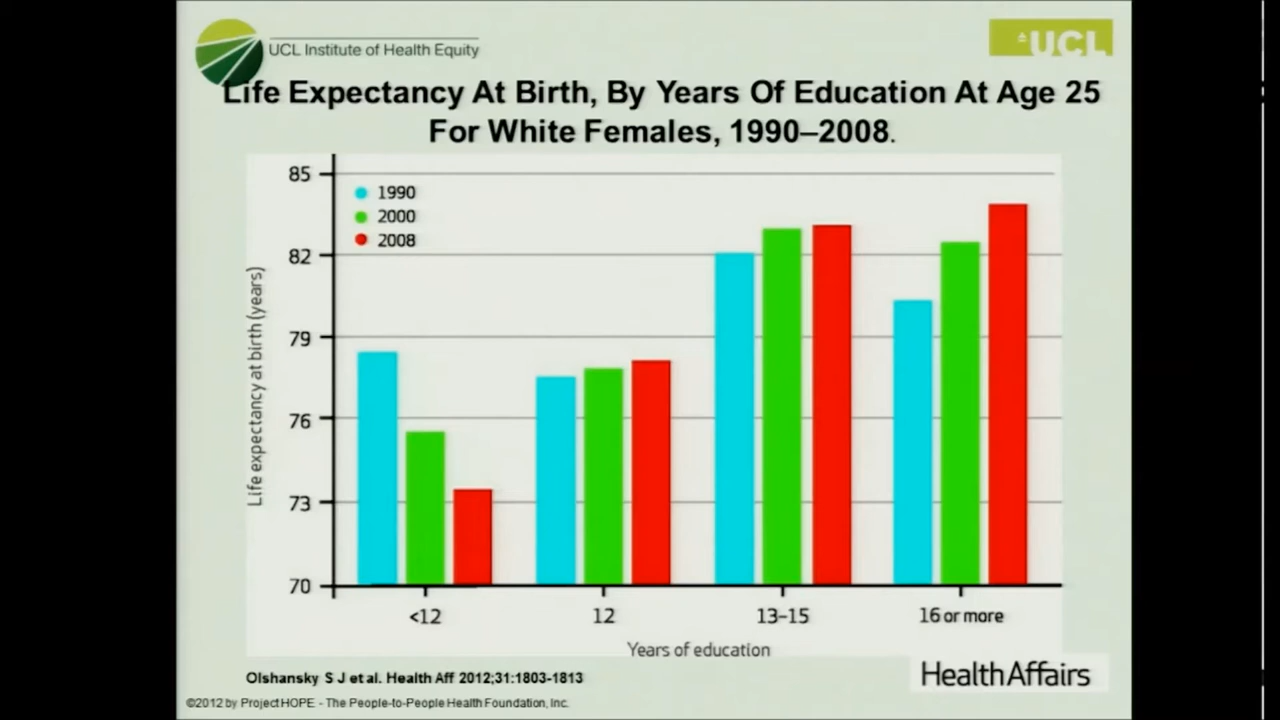 UCL Institute of Health Equity
UCL
Life Expectancy At Birth, By Years Of Education At Age 25
For White Females, 1990–2008.
85
82
79
76
73
70
Life expectancy at birth (years)
1990
2000
2008
<12
12
13–15
16 or more
Years of education
Olshansky S J et al. Health Aff 2012;31:1803-1813
HealthAffairs
©2012 by Project HOPE - The People-to-People Health Foundation, Inc.